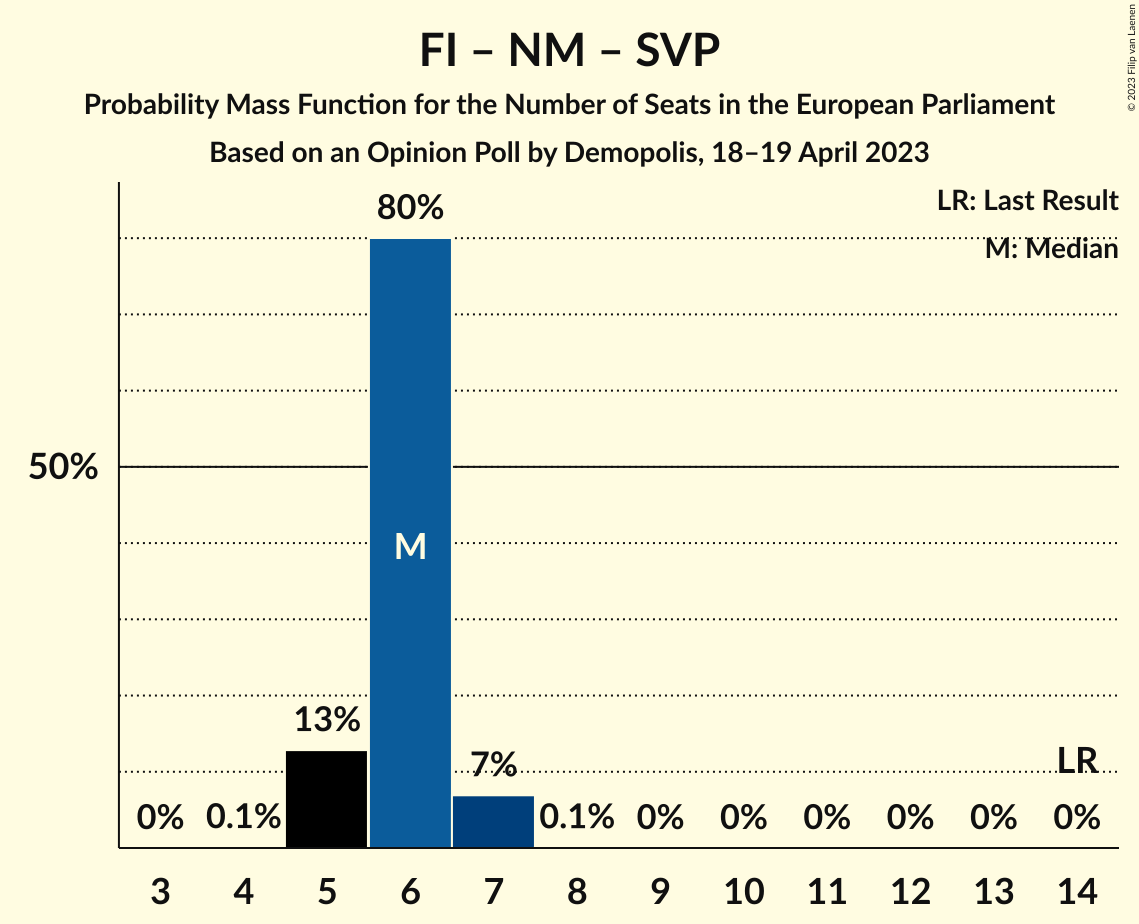 FI – NM – SVP
Probability Mass Function for the Number of Seats in the European Parliament
Based on an Opinion Poll by Demopolis, 18–19 April 2023
© 2023 Filip van Laenen
LR: Last Result
M: Median
80%
50%
M
13%
7%
LR
0% 0.1% 0.1% 0% 0% 0% 0% 0% 0%
3 4 5 6 7 8 9 10 11 12 13 14